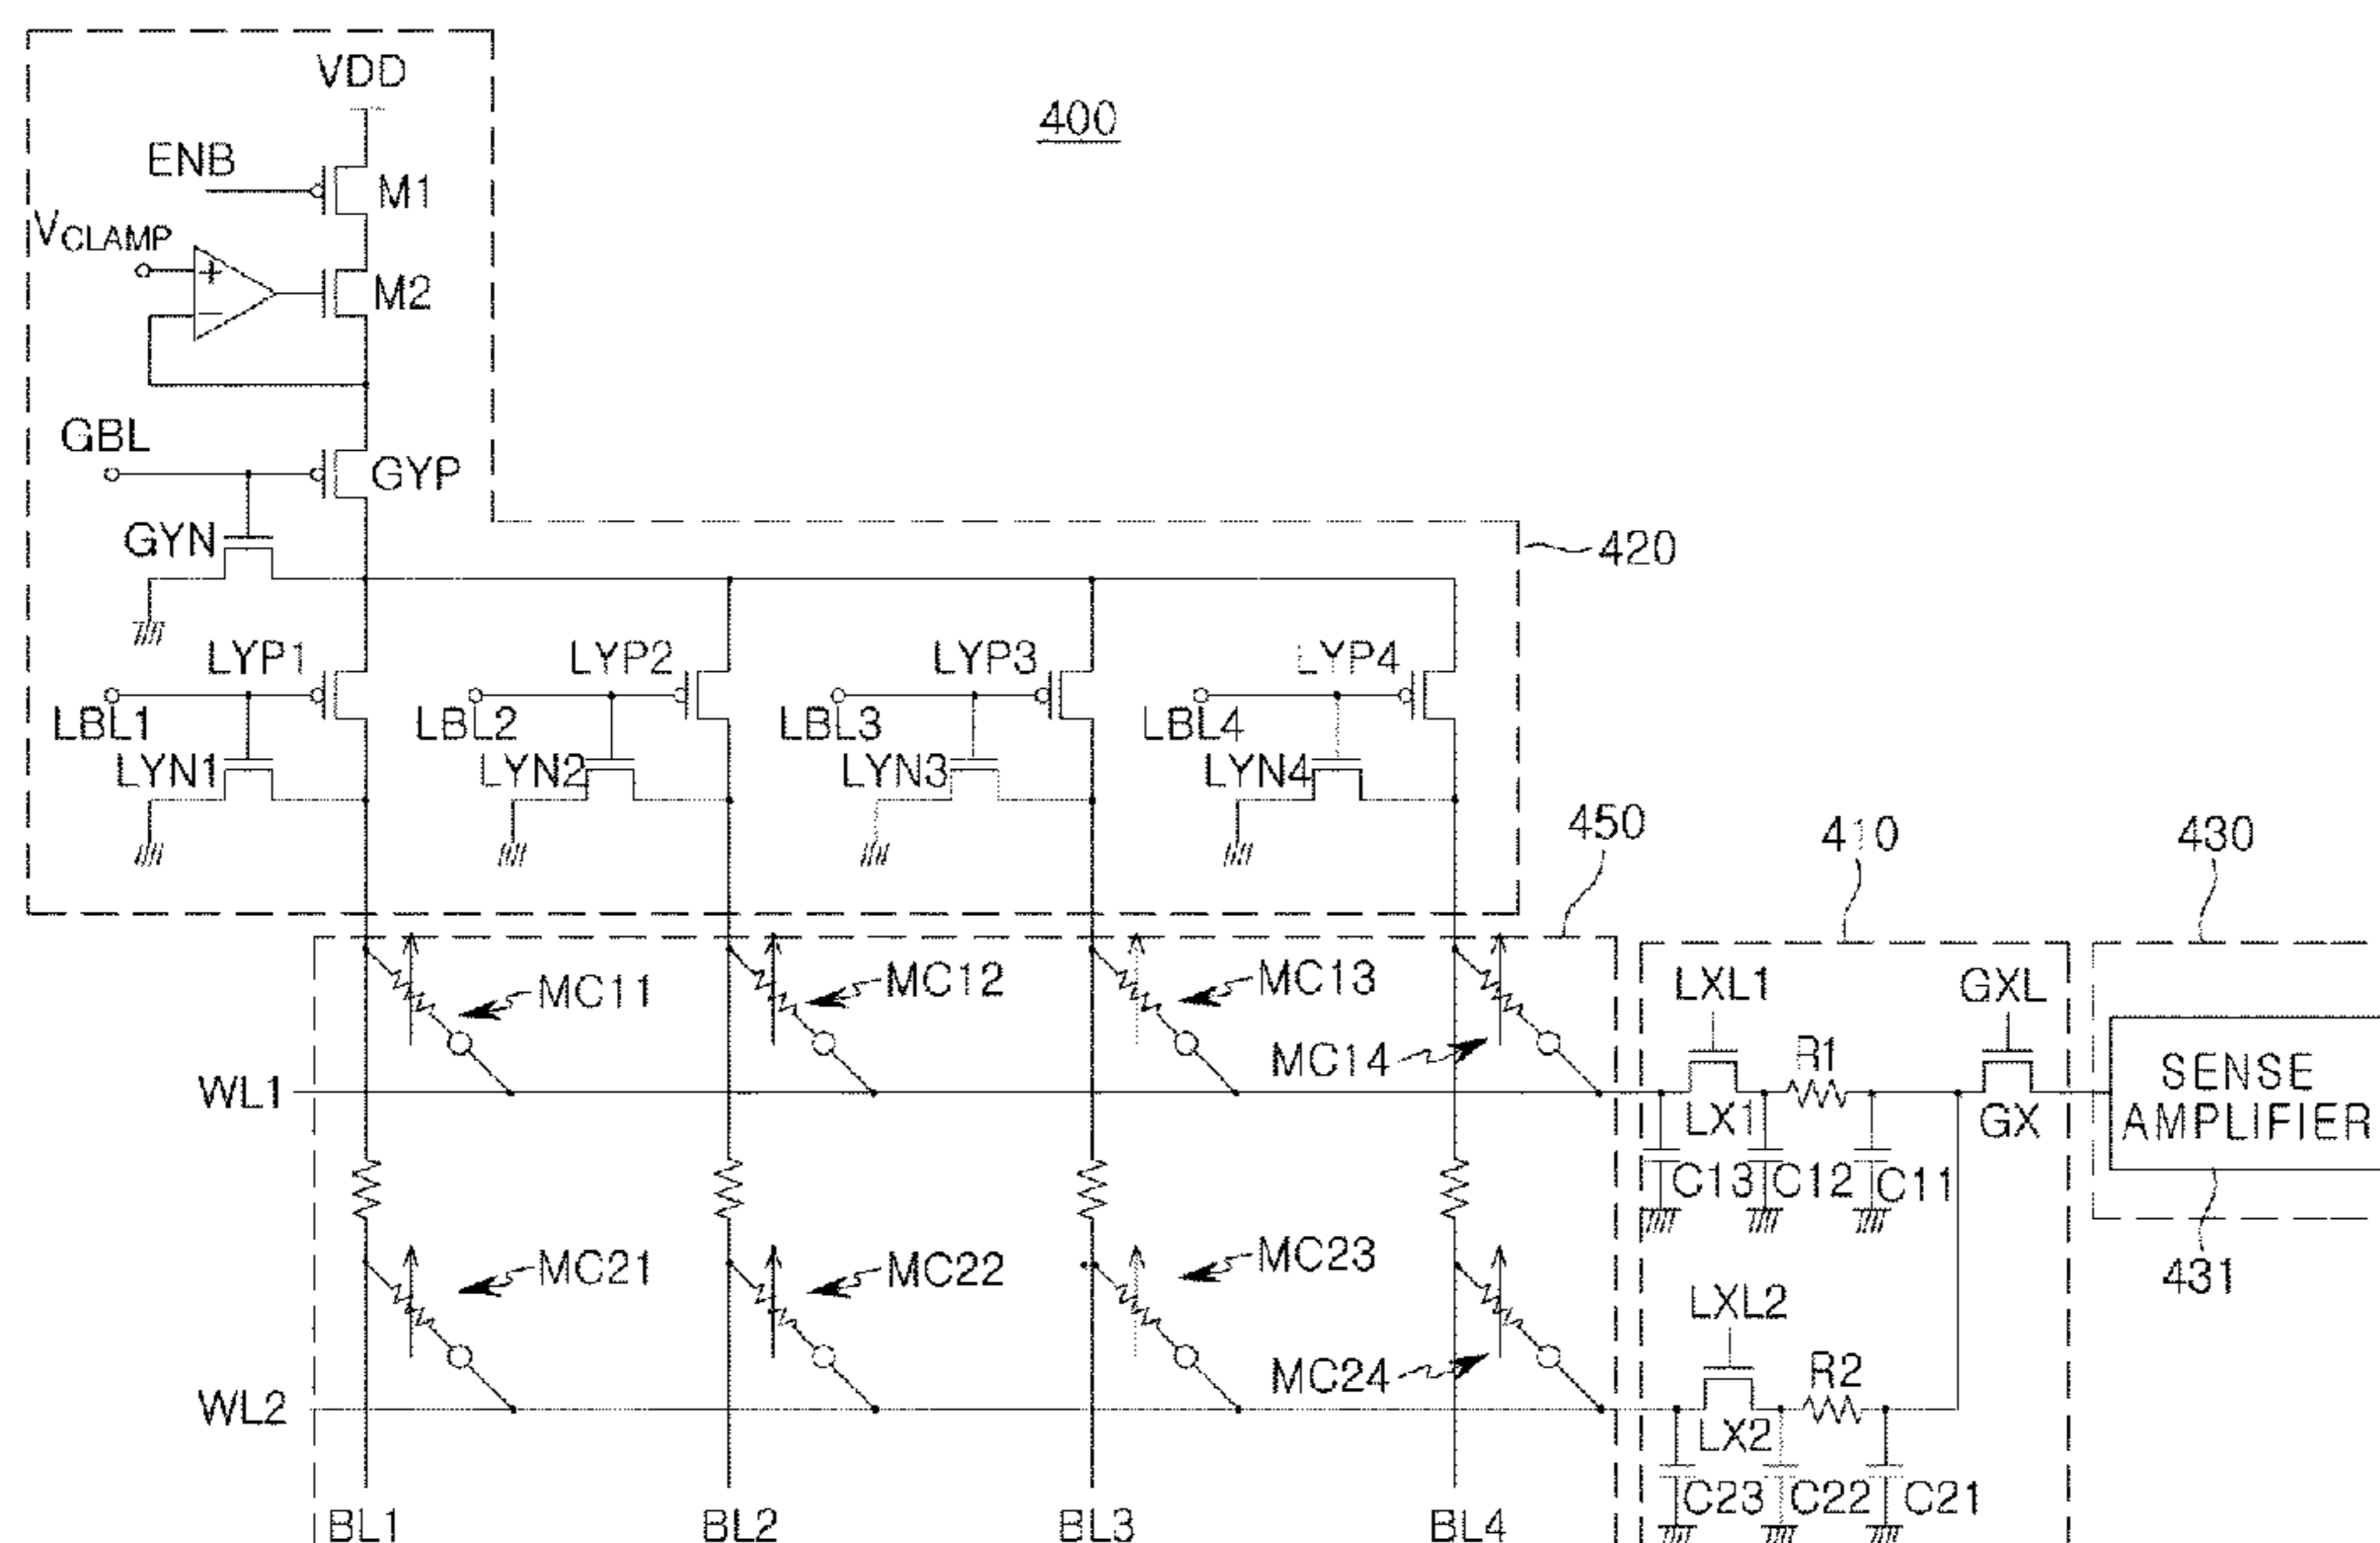 VDD
400
ENB
M1
VCLAMP
+
M2
−
GBL
GYP
GYN
420
LYP1
LYP2
LYP3
LYP4
LBL1
LBL2
LBL3
LBL4
LYN1
LYN2
LYN3
LYN4
450
410
430
MC11
MC12
MC13
LXL1
GXL
MC14
R1
SENSE
AMPLIFIER
WL1
LX1
GX
C13
C12
C11
MC21
MC22
MC23
431
LXL2
MC24
R2
WL2
LX2
C23
C22
C21
BL1
BL2
BL3
BL4